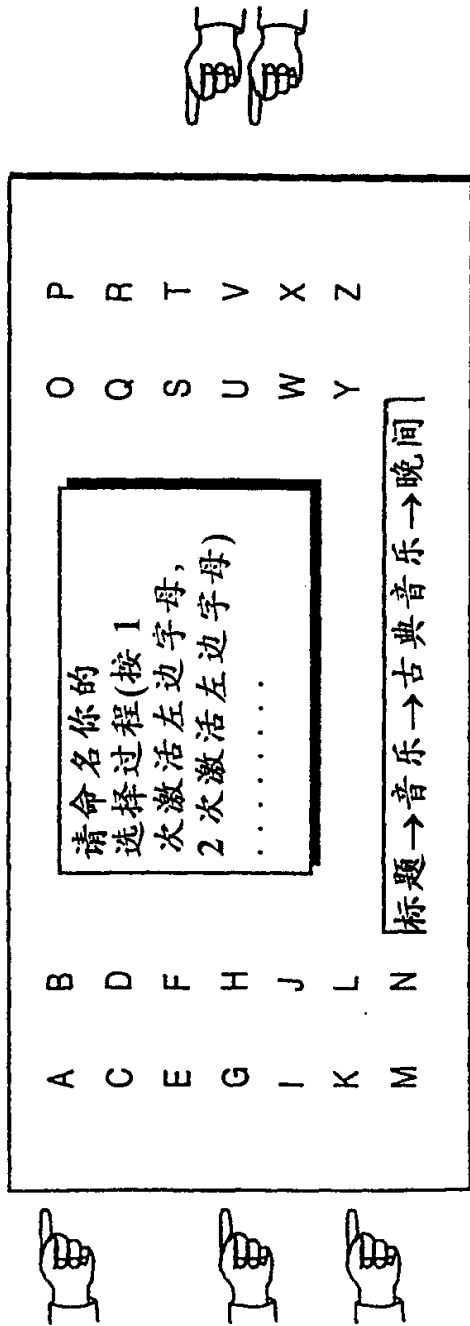 A B
C D
E F
G H
I J
K L
M N
请命名你的
选择过程(按 1
次激活左边字母,
2 次激活左边字母)
. . . . . . . . . .
O P
Q R
S T
U V
W X
Y Z
标题→音乐→古典音乐→晚间